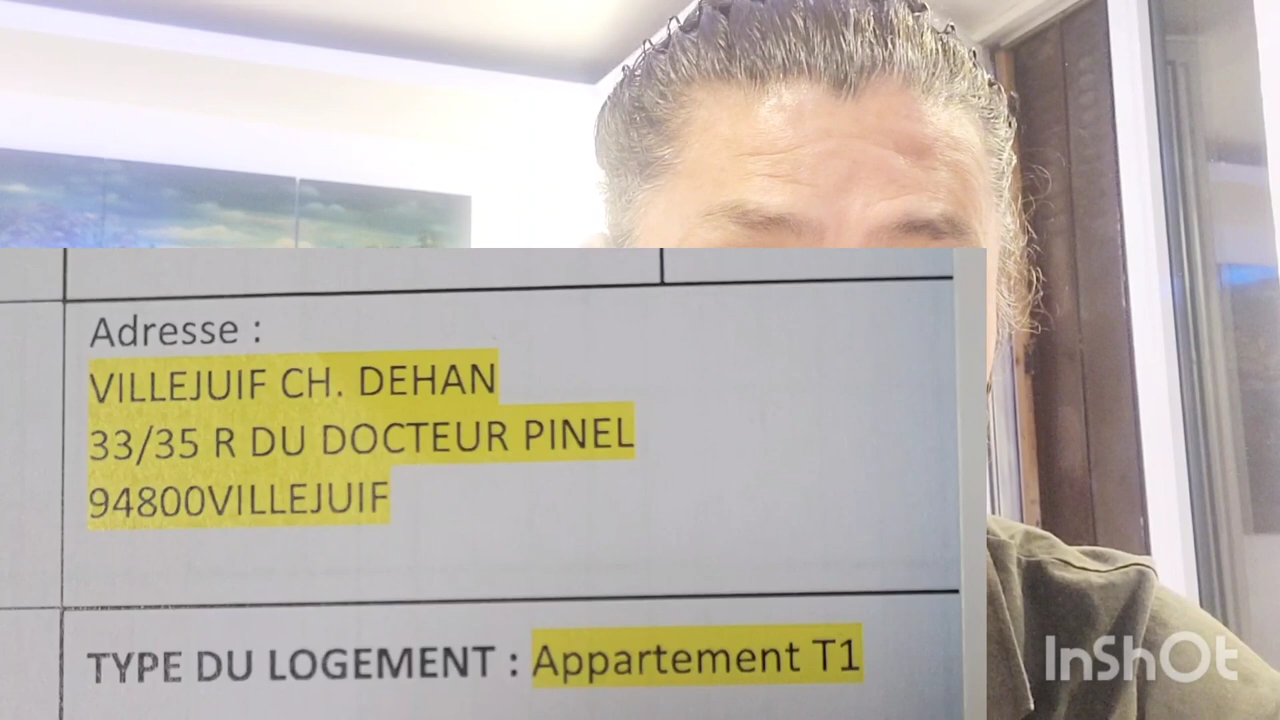 Adresse :
VILLEJUIF CH. DEHAN
33/35 R DU DOCTEUR PINEL
94800VILLEJUIF
TYPE DU LOGEMENT : Appartement T1
InShOt